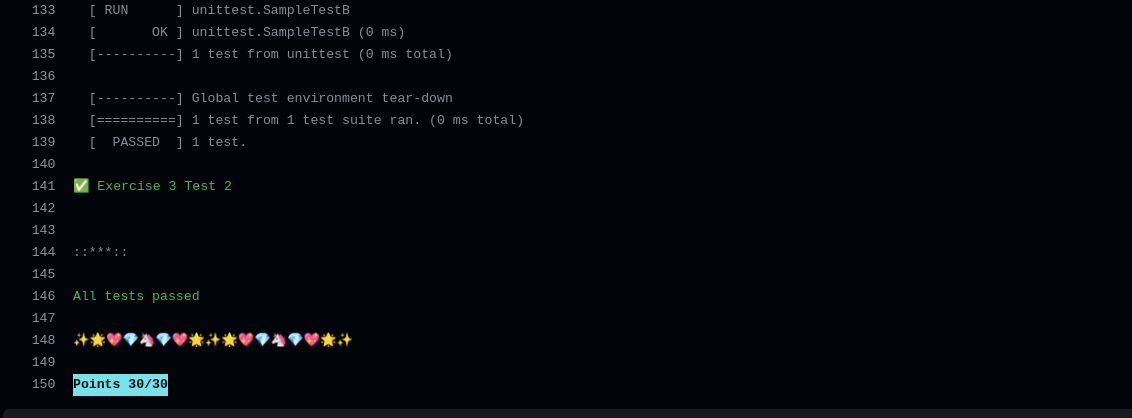 133 [ RUN      ] unittest.SampleTestB
134 [       OK ] unittest.SampleTestB (0 ms)
135 [----------] 1 test from unittest (0 ms total)
136
137 [----------] Global test environment tear-down
138 [==========] 1 test from 1 test suite ran. (0 ms total)
139 [  PASSED  ] 1 test.
140
141 ✅ Exercise 3 Test 2
142
143
144 ::***::
145
146 All tests passed
147
148 ✨🌟💖💎🦄💎💖🌟✨🌟💖💎🦄💎💖🌟✨
149
150 Points 30/30